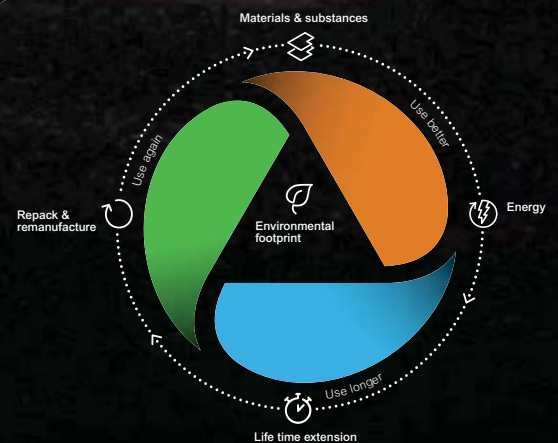 Materials & substances
Use better
Use again
Energy
Repack &
remanufacture
Environmental
footprint
Use longer
Life time extension